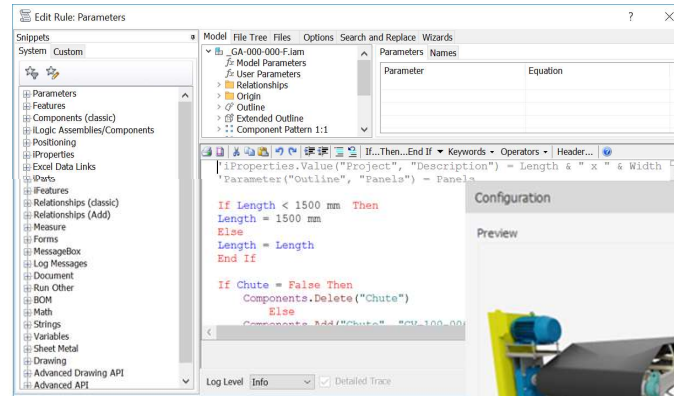 Edit Rule: Parameters
Snippets
System Custom
Parameters
Features
Components (classic)
iLogic Assemblies/Components
Positioning
iProperties
Excel Data Links
iParts
iFeatures
Relationships (classic)
Relationships (Add)
Measure
Forms
MessageBox
Log Messages
Document
Run Other
BOM
Math
Strings
Variables
Sheet Metal
Drawing
Advanced Drawing API
Advanced API
Model File Tree Files Options Search and Replace Wizards
_GA-000-000-F.iam
Model Parameters
User Parameters
Relationships
Origin
Outline
Extended Outline
Component Pattern 1:1
Parameters Names
Parameter Equation
If...Then...End If Keywords Operators Header...
'iProperties.Value("Project", "Description") = Length & " x " & Width
'Parameter("Outline", "Panels") = Panels
If Length < 1500 mm Then
Length = 1500 mm
Else
Length = Length
End If
If Chute = False Then
Components.Delete("Chute")
Else
Components.Add("Chute", "CV-100-00
Log Level Info Detailed Trace
Configuration
Preview